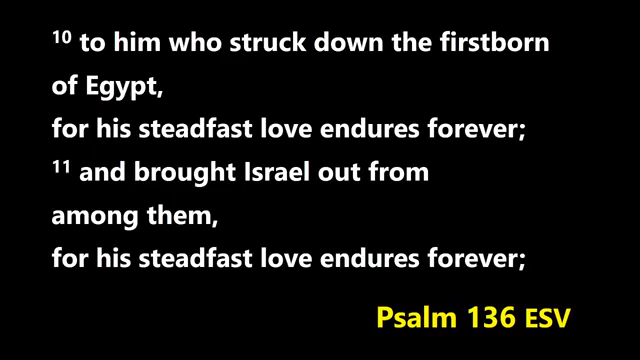 10 to him who struck down the firstborn
of Egypt,
for his steadfast love endures forever;
11 and brought Israel out from
among them,
for his steadfast love endures forever;
Psalm 136 ESV